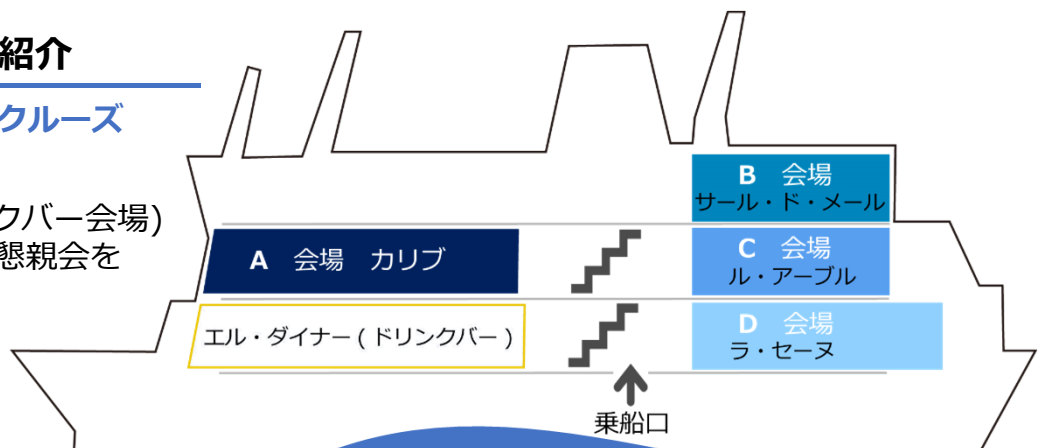 紹介
クルーズ
クバー会場)
懇親会を
B 会場
サール・ド・メール
A 会場 カリブ
C 会場
ル・アーブル
エル・ダイナー ( ドリンクバー )
D 会場
ラ・セーヌ
乗船口